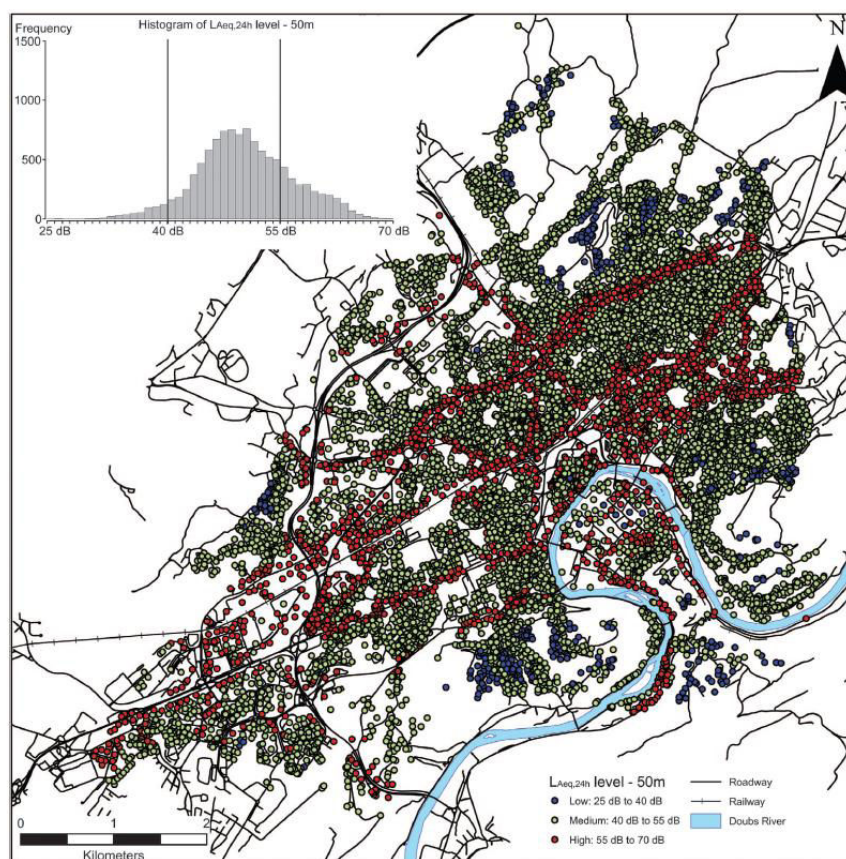 Frequency
Histogram of LAeq,24h level - 50m
1500
1000
500
0
25 dB
40 dB
55 dB
70 dB
N
LAeq,24h level - 50m
Low: 25 dB to 40 dB
Medium: 40 dB to 55 dB
High: 55 dB to 70 dB
Roadway
Railway
Doubs River
0
1
2
Kilometers